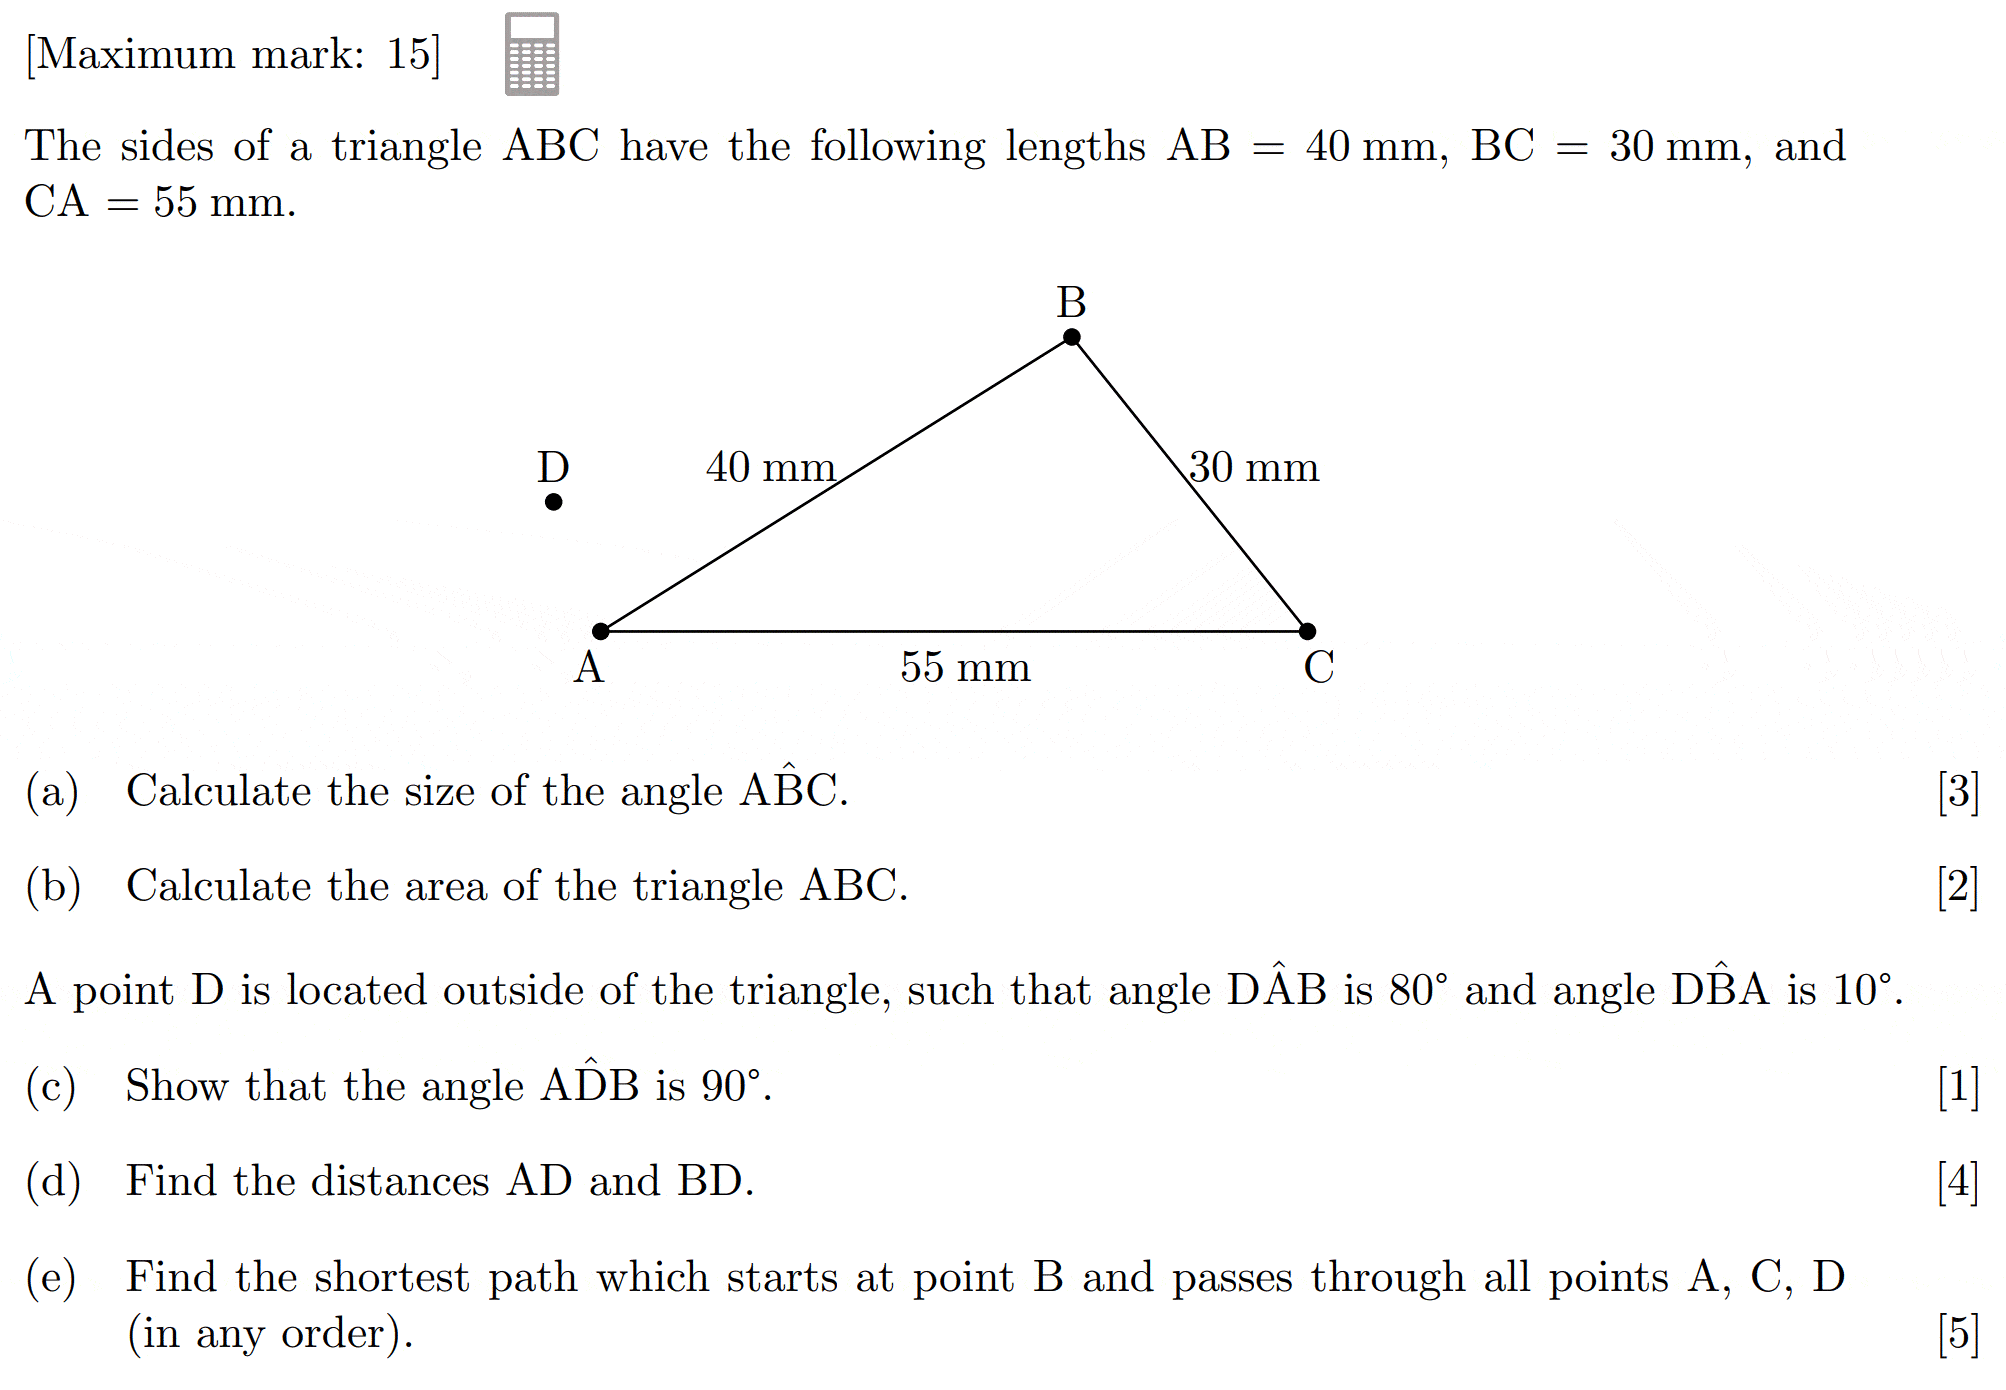 [Maximum mark: 15]
The sides of a triangle ABC have the following lengths AB = 40 mm, BC = 30 mm, and
CA = 55 mm.
B
D
40 mm
30 mm
A
55 mm
C
(a) Calculate the size of the angle AB̂C. [3]
(b) Calculate the area of the triangle ABC. [2]
A point D is located outside of the triangle, such that angle DÂB is 80° and angle DB̂A is 10°.
(c) Show that the angle AD̂B is 90°. [1]
(d) Find the distances AD and BD. [4]
(e) Find the shortest path which starts at point B and passes through all points A, C, D
(in any order). [5]